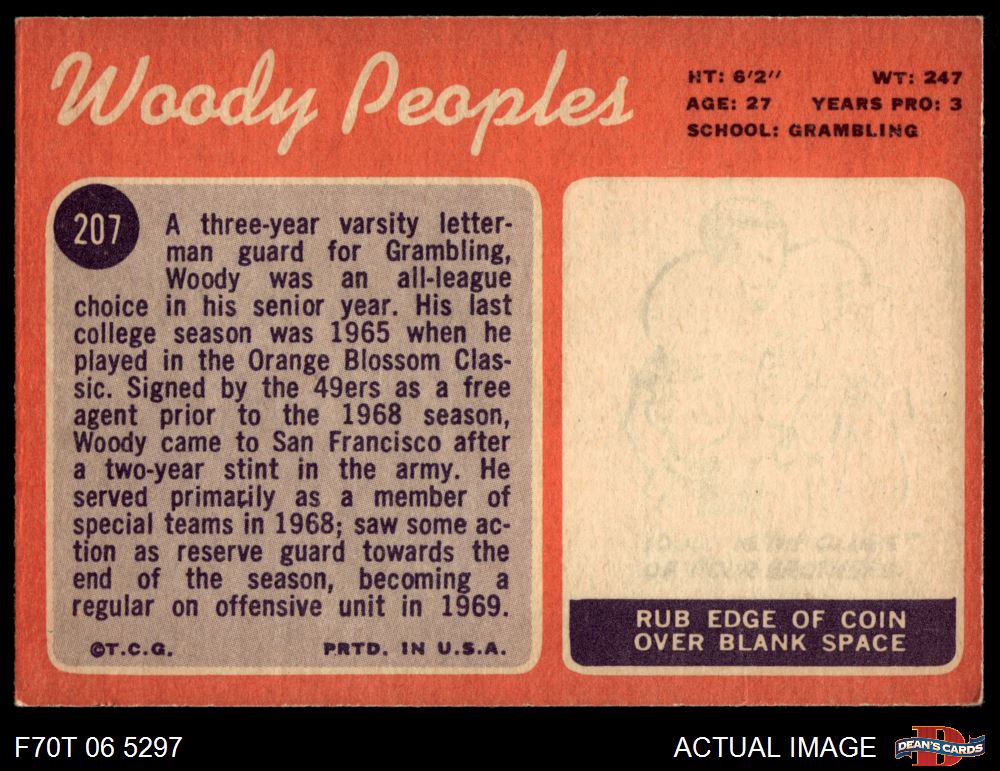 Woody Peoples
HT: 6'2" WT: 247
AGE: 27 YEARS PRO: 3
SCHOOL: GRAMBLING
207
A three-year varsity letter-
man guard for Grambling,
Woody was an all-league
choice in his senior year. His last
college season was 1965 when he
played in the Orange Blossom Clas-
sic. Signed by the 49ers as a free
agent prior to the 1968 season,
Woody came to San Francisco after
a two-year stint in the army. He
served primarily as a member of
special teams in 1968; saw some ac-
tion as reserve guard towards the
end of the season, becoming a
regular on offensive unit in 1969.
©T.C.G. PRTD. IN U.S.A.
RUB EDGE OF COIN
OVER BLANK SPACE
F70T 06 5297
ACTUAL IMAGE
D
DEAN'S CARDS